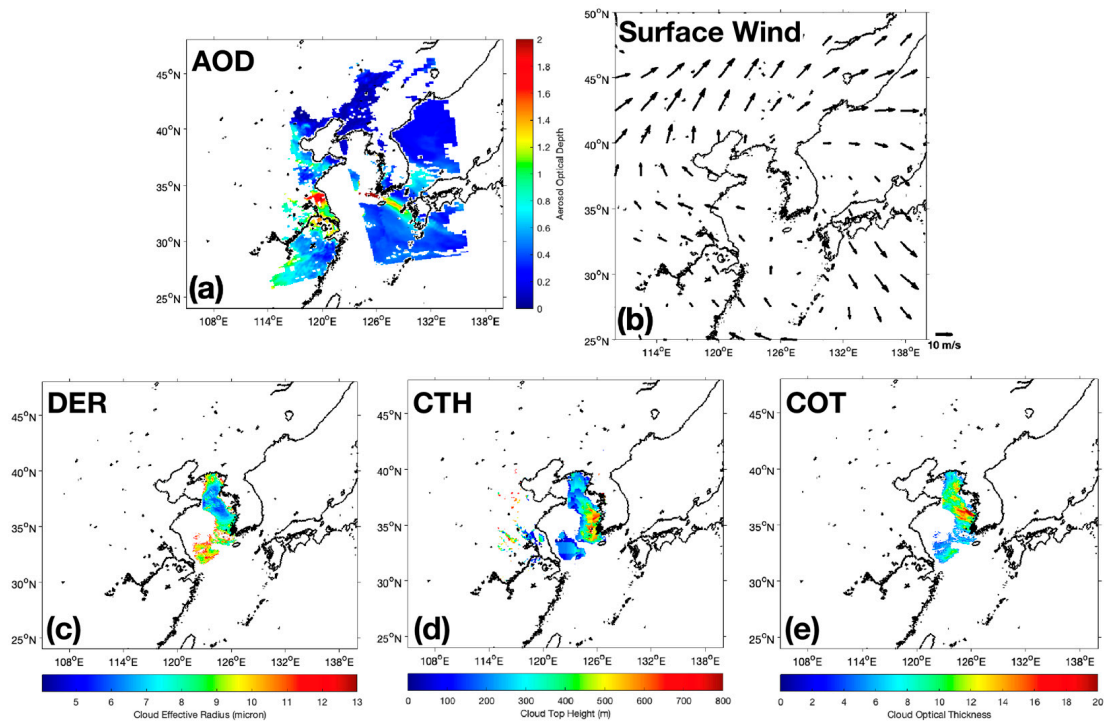 AOD
45°N
40°N
35°N
30°N
25°N
108°E 114°E 120°E 126°E 132°E 138°E
(a)
2
1.8
1.6
1.4
1.2
1
0.8
0.6
0.4
0.2
0
Aerosol Optical Depth
Surface Wind
50°N
45°N
40°N
35°N
30°N
25°N
114°E 120°E 126°E 132°E 138°E
(b)
10 m/s
DER
45°N
40°N
35°N
30°N
25°N
108°E 114°E 120°E 126°E 132°E 138°E
(c)
5 6 7 8 9 10 11 12 13
Cloud Effective Radius (micron)
CTH
45°N
40°N
35°N
30°N
25°N
108°E 114°E 120°E 126°E 132°E 138°E
(d)
0 100 200 300 400 500 600 700 800
Cloud Top Height (m)
COT
45°N
40°N
35°N
30°N
25°N
108°E 114°E 120°E 126°E 132°E 138°E
(e)
0 2 4 6 8 10 12 14 16 18 20
Cloud Optical Thickness